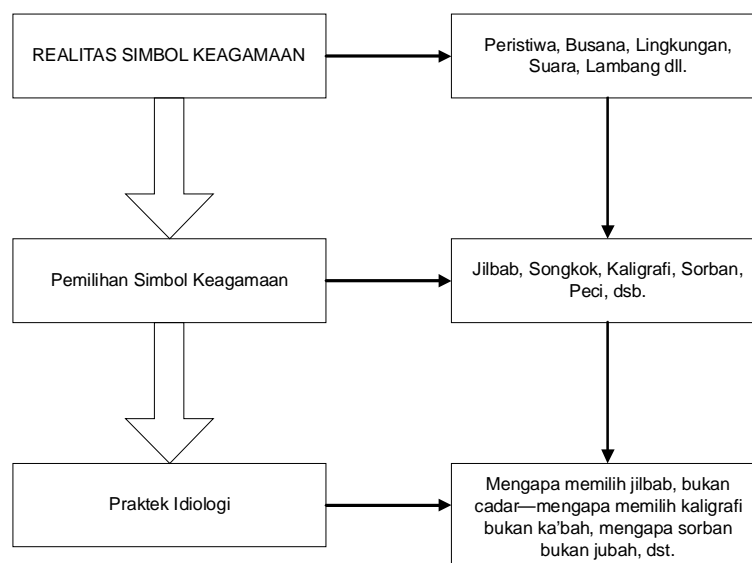 REALITAS SIMBOL KEAGAMAAN
Peristiwa, Busana, Lingkungan,
Suara, Lambang dll.
Pemilihan Simbol Keagamaan
Jilbab, Songkok, Kaligrafi, Sorban,
Peci, dsb.
Praktek Idiologi
Mengapa memilih jilbab, bukan
cadar—mengapa memilih kaligrafi
bukan ka’bah, mengapa sorban
bukan jubah, dst.